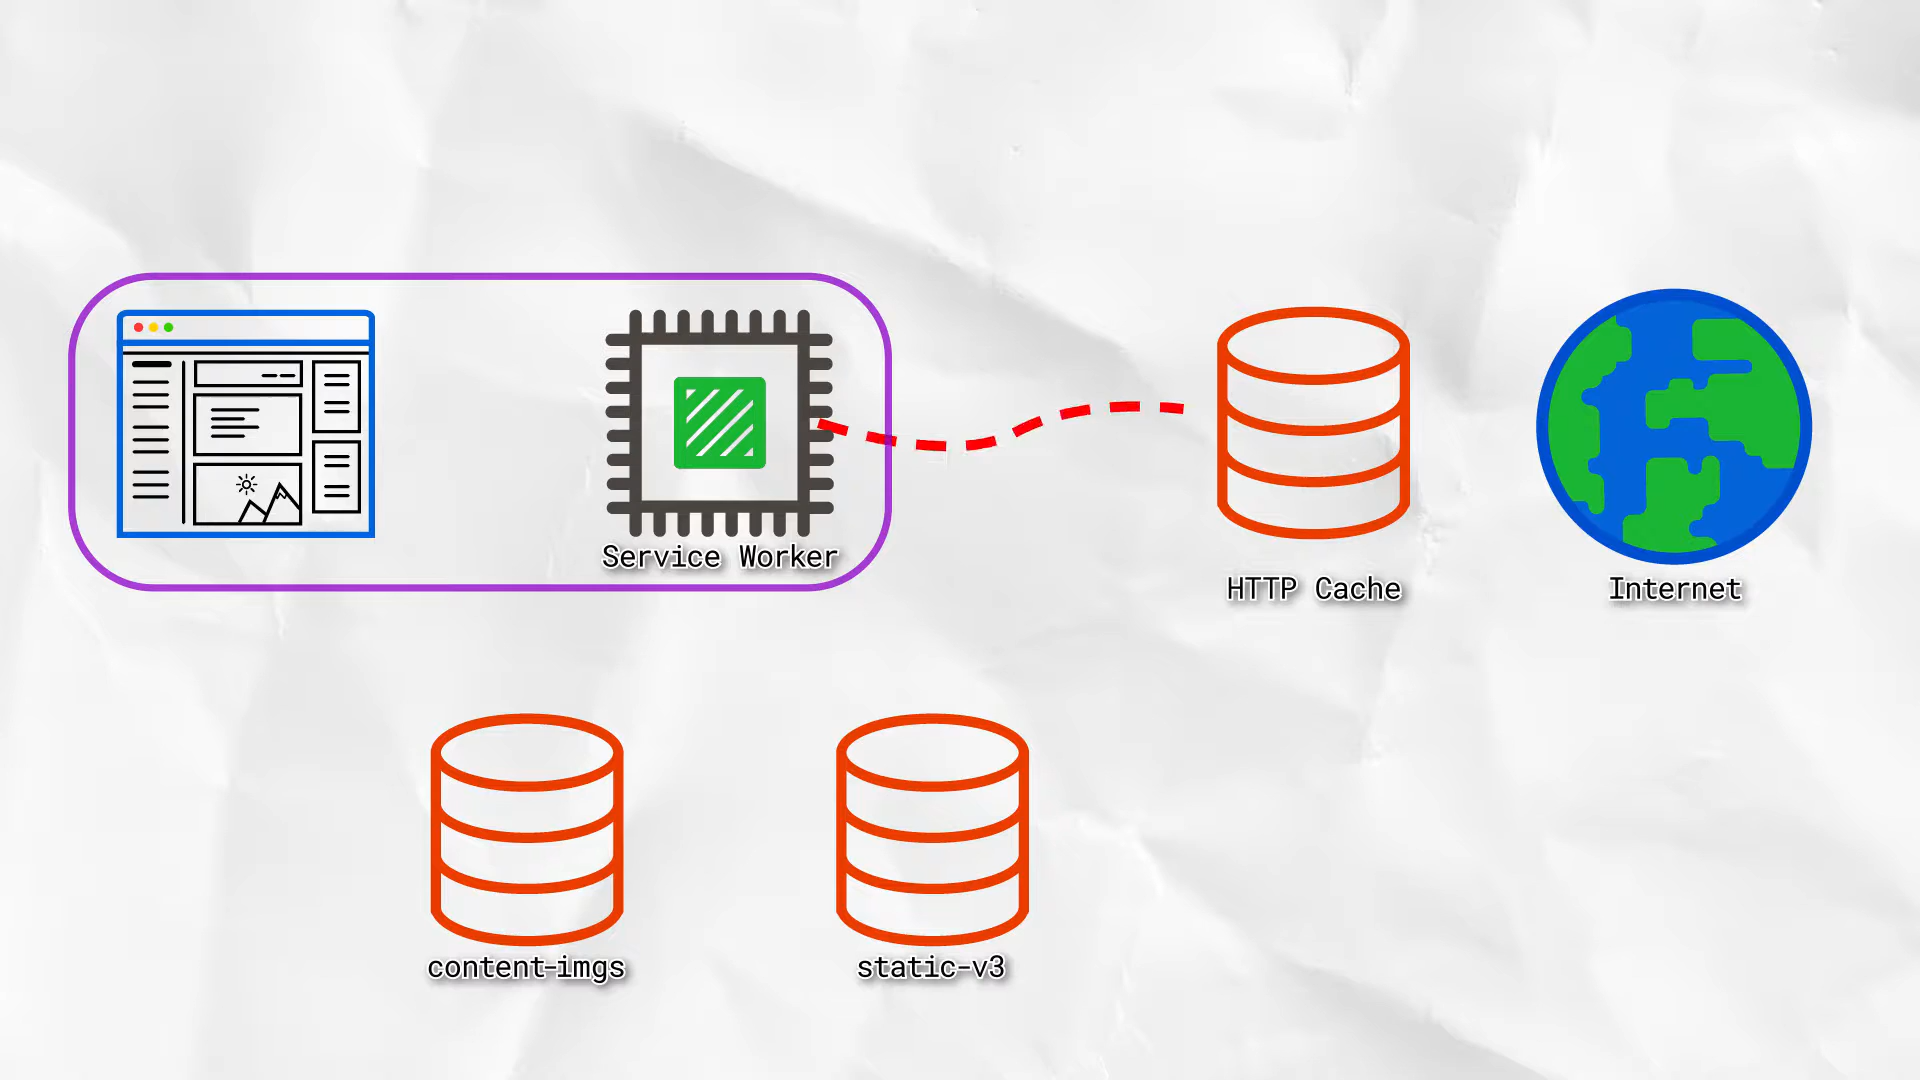 Service Worker
HTTP Cache
Internet
content-imgs
static-v3